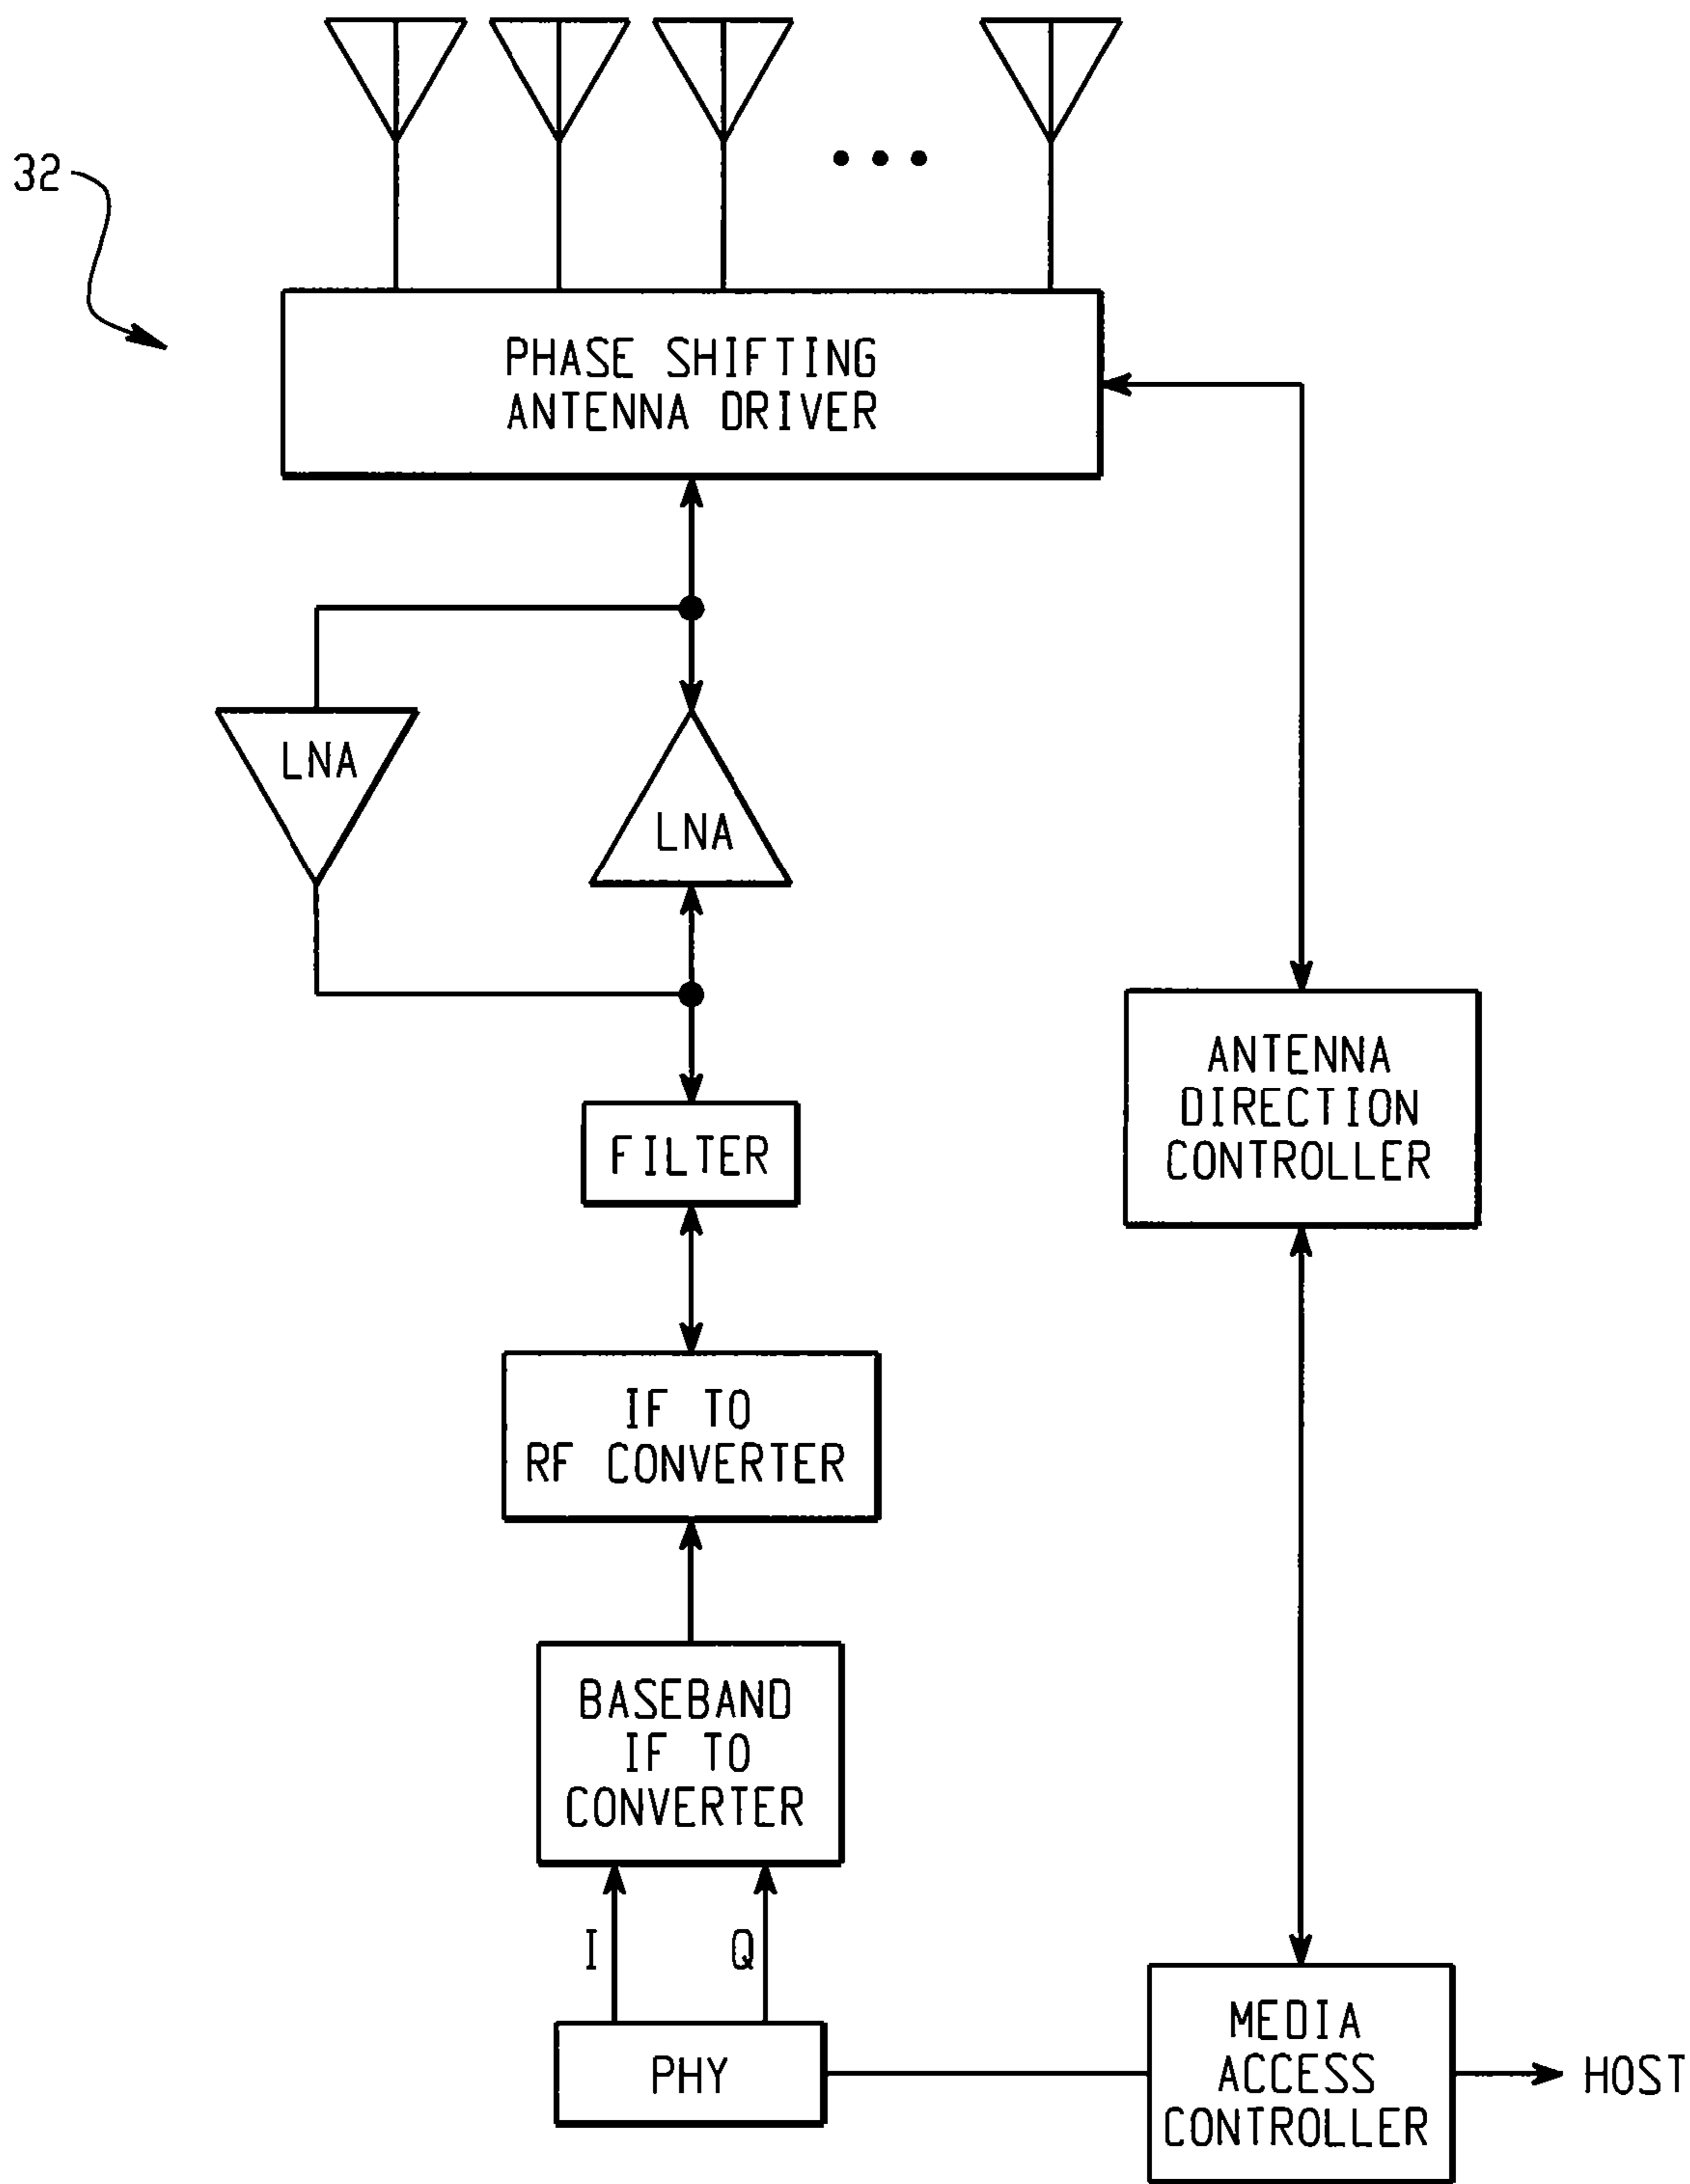 32
PHASE SHIFTING
ANTENNA DRIVER
LNA
LNA
ANTENNA
DIRECTION
CONTROLLER
FILTER
IF TO
RF CONVERTER
BASEBAND
IF TO
CONVERTER
I
Q
PHY
MEDIA
ACCESS
CONTROLLER
HOST